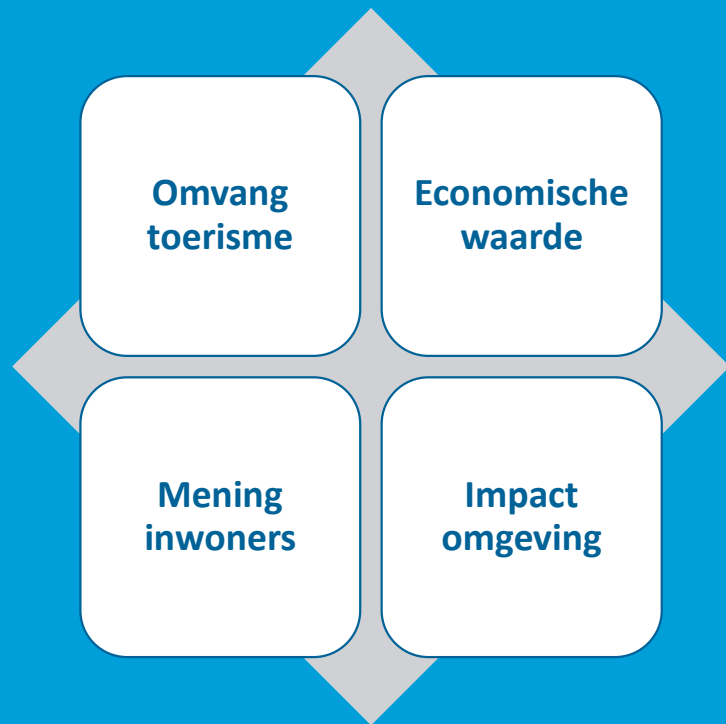 Omvang
toerisme
Economische
waarde
Mening
inwoners
Impact
omgeving